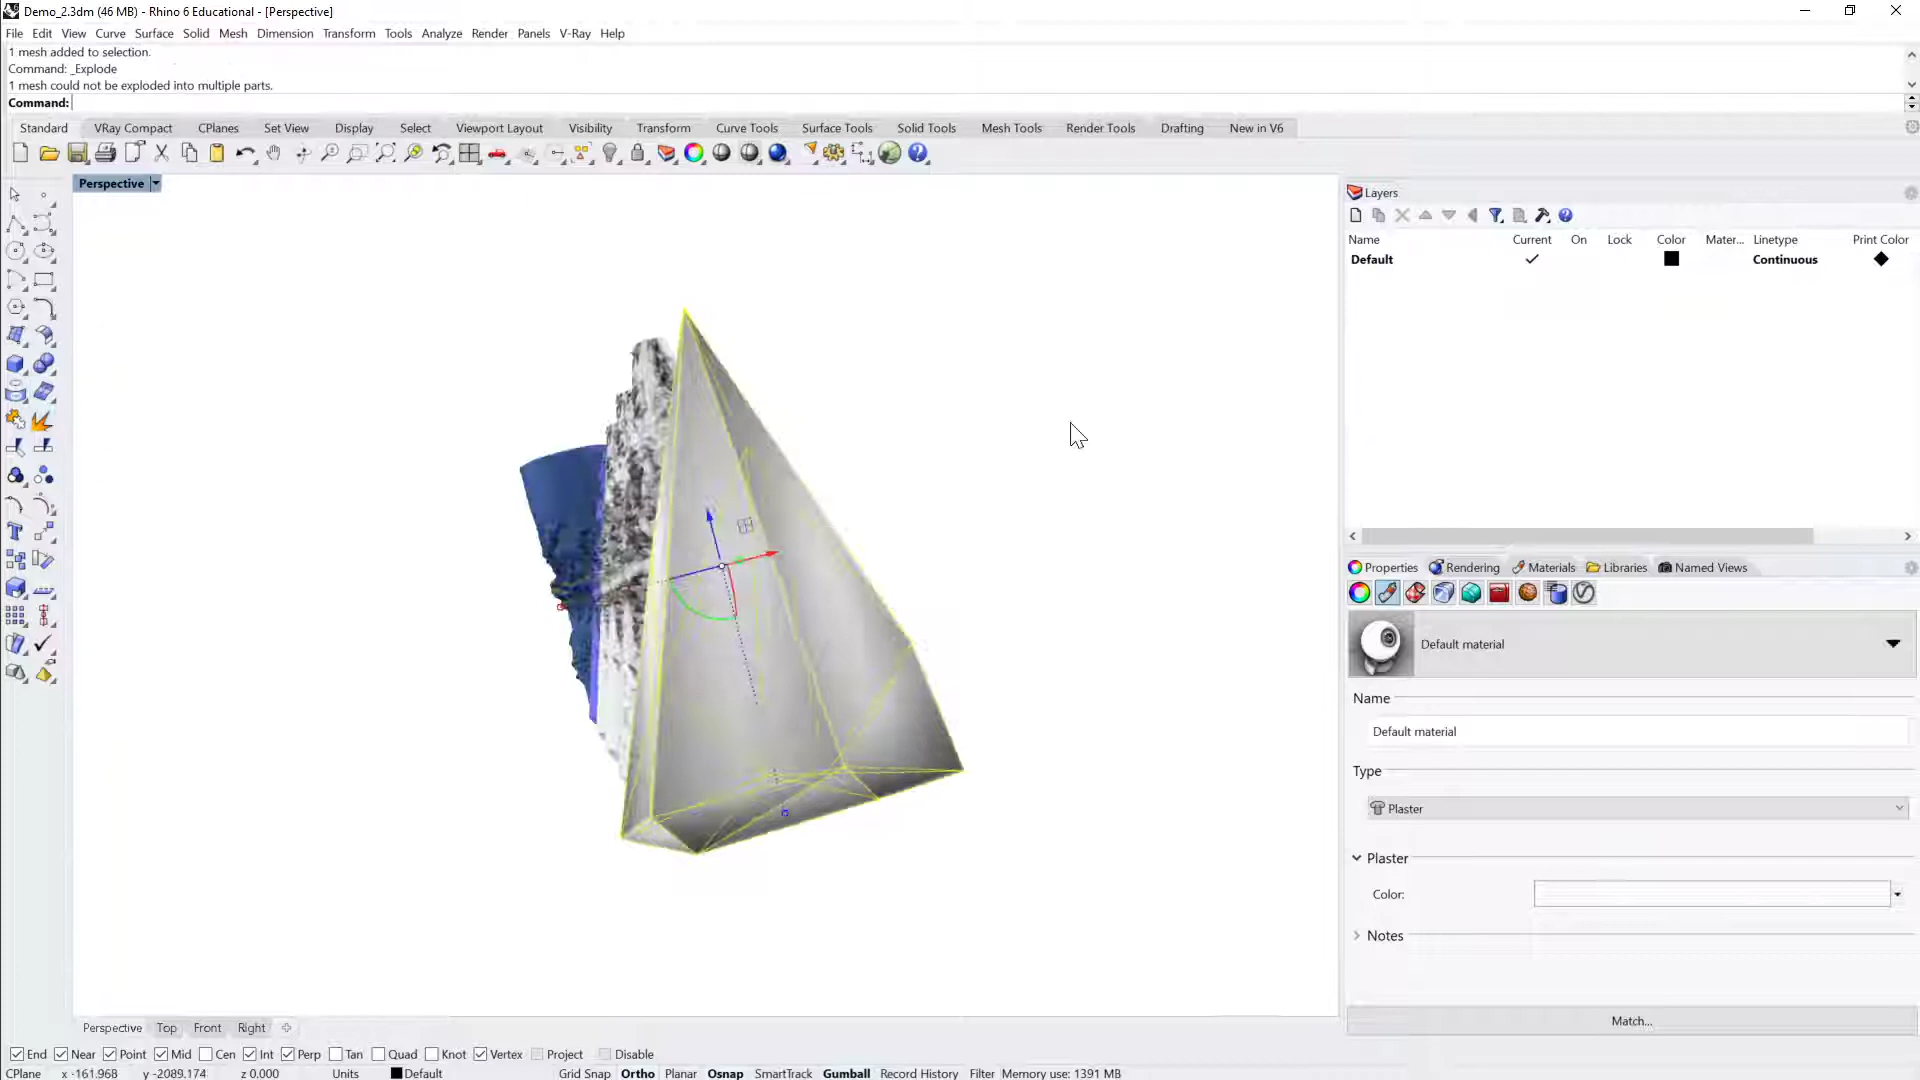 Demo_2.3dm (46 MB) - Rhino 6 Educational - [Perspective]
File Edit View Curve Surface Solid Mesh Dimension Transform Tools Analyze Render Panels V-Ray Help
1 mesh added to selection.
Command: _Explode
1 mesh could not be exploded into multiple parts.
Command:
Standard VRay Compact CPlanes Set View Display Select Viewport Layout Visibility Transform Curve Tools Surface Tools Solid Tools Mesh Tools Render Tools Drafting New in V6
Perspective
Layers
Name Current On Lock Color Mater... Linetype Print Color
Default Continuous
Properties Rendering Materials Libraries Named Views
Default material
Name
Default material
Type
Plaster
Plaster
Color:
Notes
Match...
Perspective Top Front Right
End Near Point Mid Cen Int Perp Tan Quad Knot Vertex Project Disable
CPlane x -161.968 y -2089.174 z 0.000 Units Default Grid Snap Ortho Planar Osnap SmartTrack Gumball Record History Filter Memory use: 1391 MB